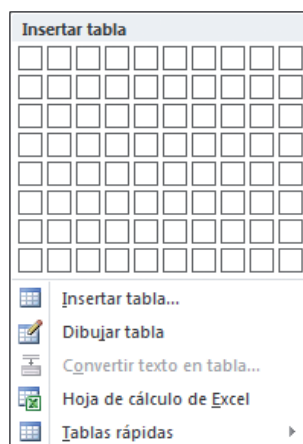 Insertar tabla
Insertar tabla...
Dibujar tabla
Convertir texto en tabla...
Hoja de cálculo de Excel
Tablas rápidas